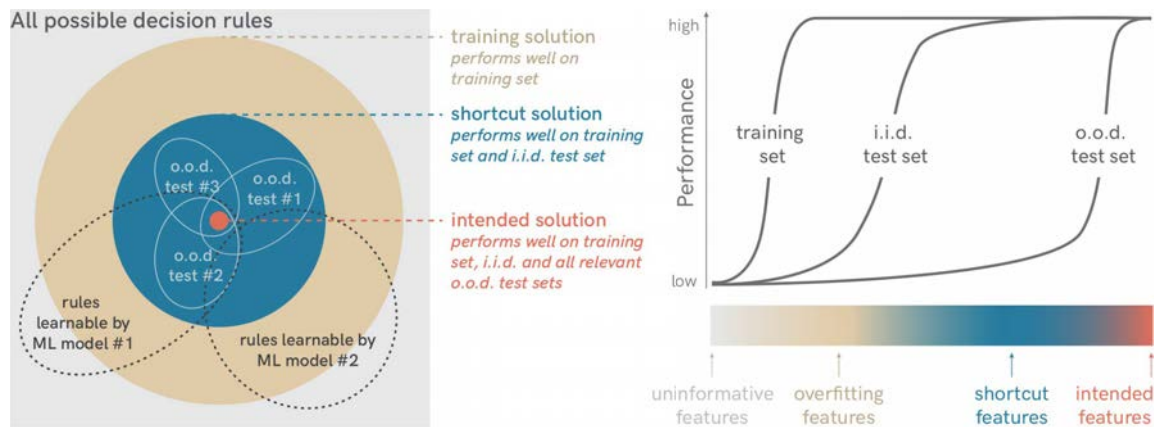 All possible decision rules
training solution
performs well on
training set
shortcut solution
performs well on training
set and i.i.d. test set
intended solution
performs well on training
set, i.i.d. and all relevant
o.o.d. test sets
o.o.d.
test #3
o.o.d.
test #1
o.o.d.
test #2
rules
learnable by
ML model #1
rules learnable by
ML model #2
Performance
high
low
training
set
i.i.d.
test set
o.o.d.
test set
uninformative
features
overfitting
features
shortcut
features
intended
features